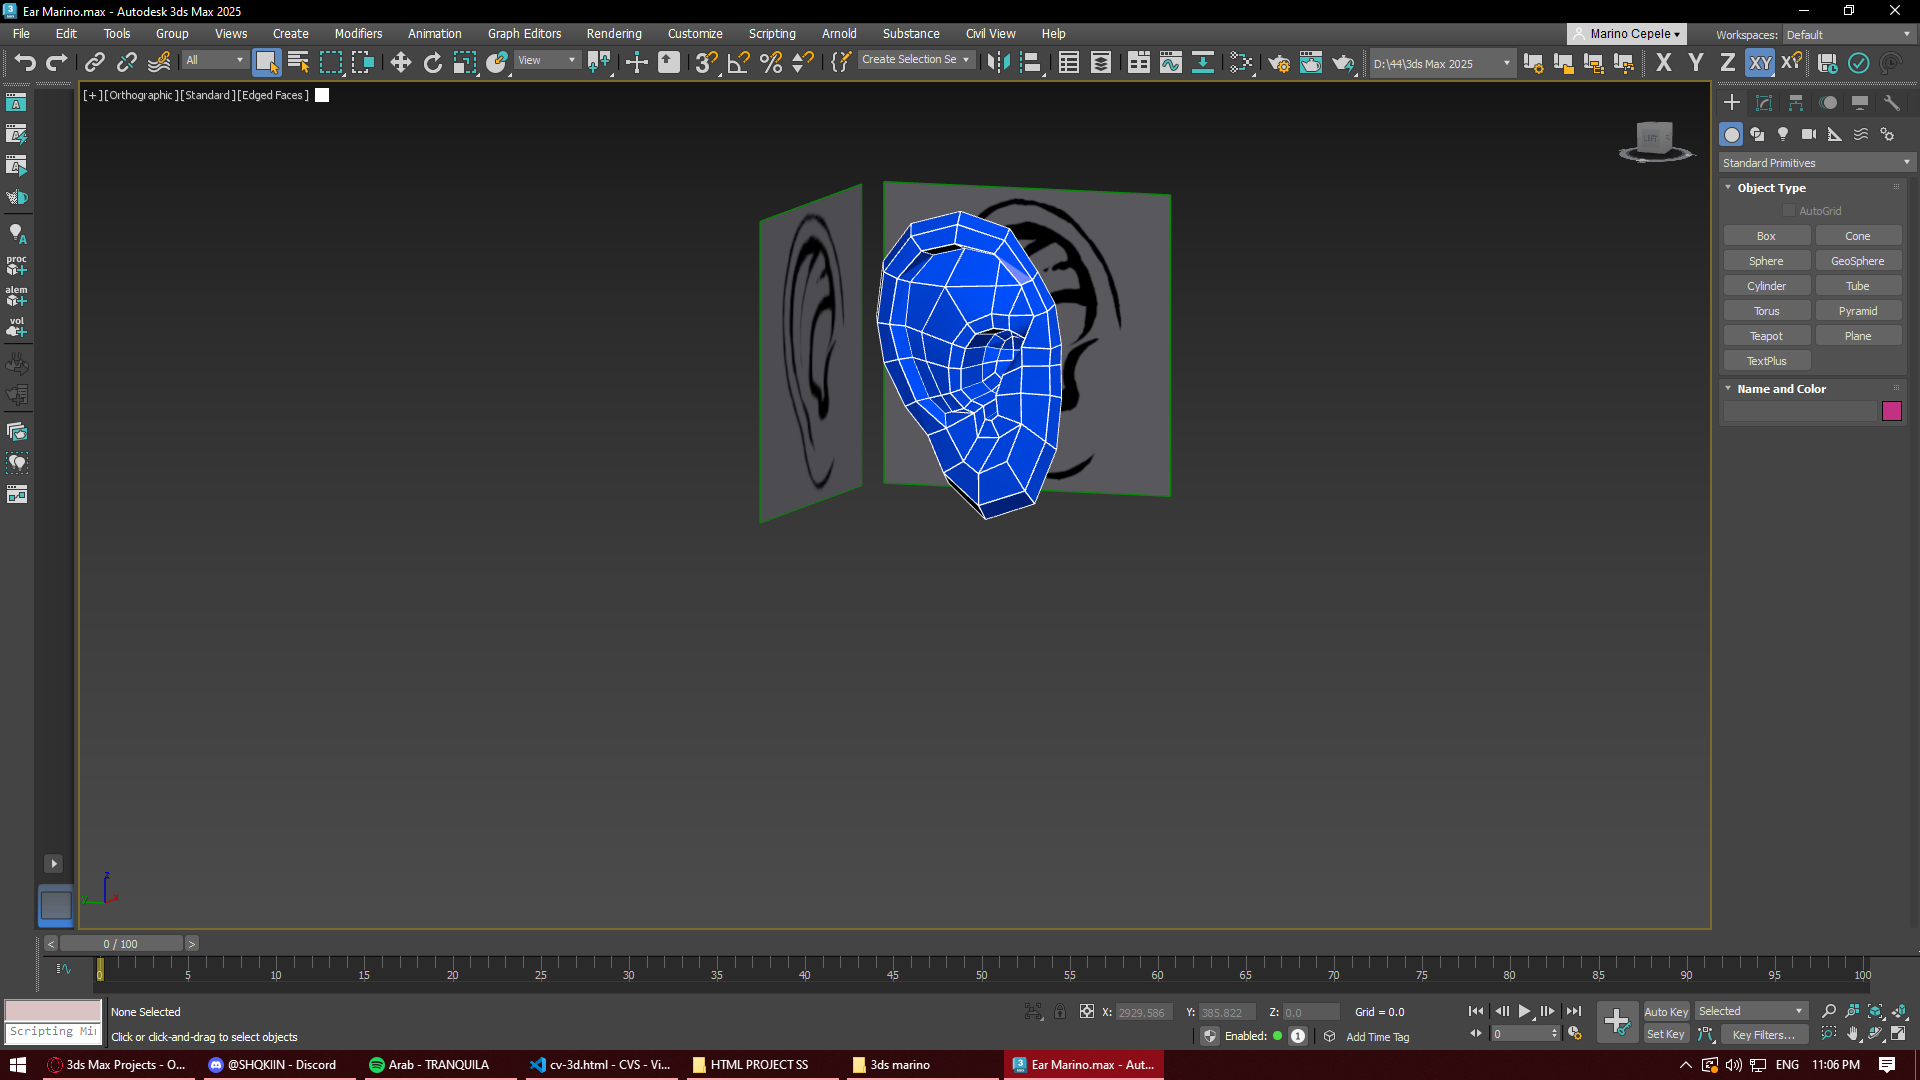 Ear Marino.max - Autodesk 3ds Max 2025
File Edit Tools Group Views Create Modifiers Animation Graph Editors Rendering Customize Scripting Arnold Substance Civil View Help
Marino Cepele
Workspaces: Default
All
View
Create Selection Se
D:\44\3ds Max 2025
X Y Z XY XY
[+][Orthographic][Standard][Edged Faces]
LEFT
Standard Primitives
Object Type
AutoGrid
Box Cone
Sphere GeoSphere
Cylinder Tube
Torus Pyramid
Teapot Plane
TextPlus
Name and Color
proc
alem
vol
z
y x
< 0 / 100 >
0 5 10 15 20 25 30 35 40 45 50 55 60 65 70 75 80 85 90 95 100
None Selected
X: 2929.586 Y: 385.822 Z: 0.0 Grid = 0.0
Auto Key Selected
Scripting Mi
Click or click-and-drag to select objects
Enabled: 1 Add Time Tag
0
Set Key Key Filters...
3ds Max Projects - O... @SHQKIIN - Discord Arab - TRANQUILA cv-3d.html - CVS - Vi... HTML PROJECT SS 3ds marino Ear Marino.max - Aut...
ENG 11:06 PM